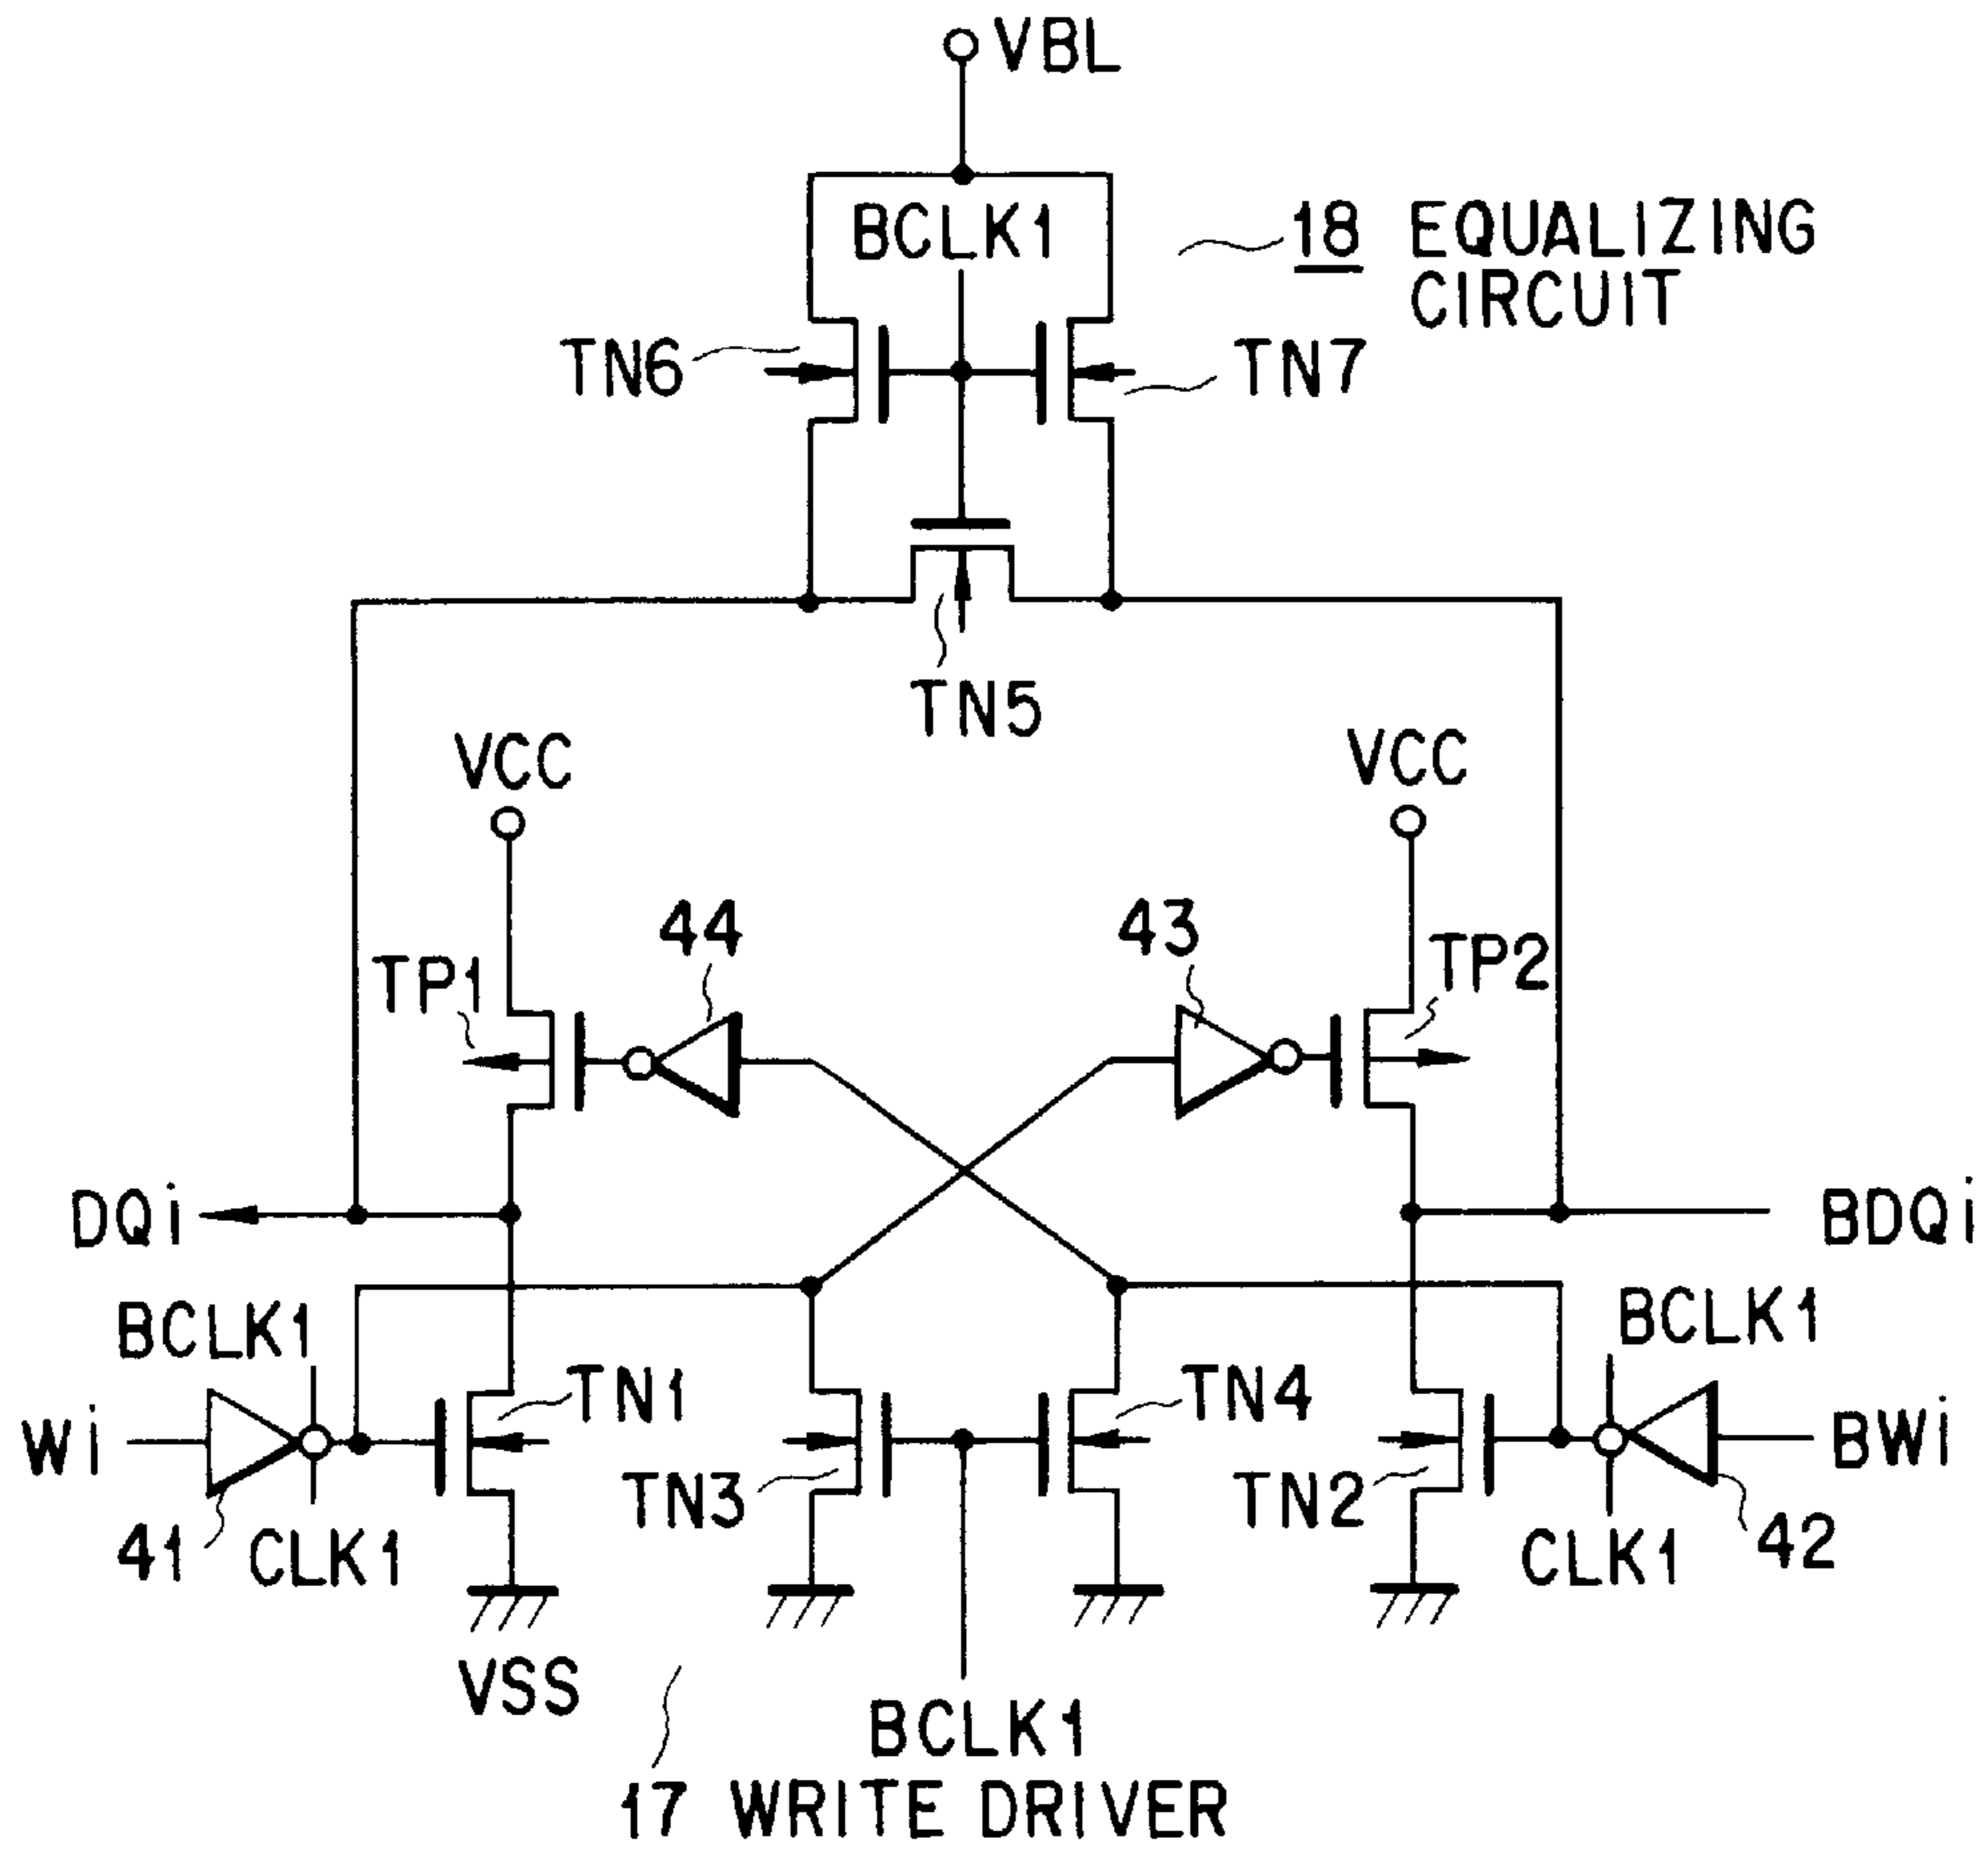 VBL
BCLK1
18 EQUALIZING
CIRCUIT
TN6
TN7
TN5
VCC
VCC
44
43
TP1
TP2
DQi
BDQi
BCLK1
BCLK1
TN1
TN4
Wi
BWi
TN3
TN2
41
CLK1
CLK1
42
VSS
BCLK1
17 WRITE DRIVER